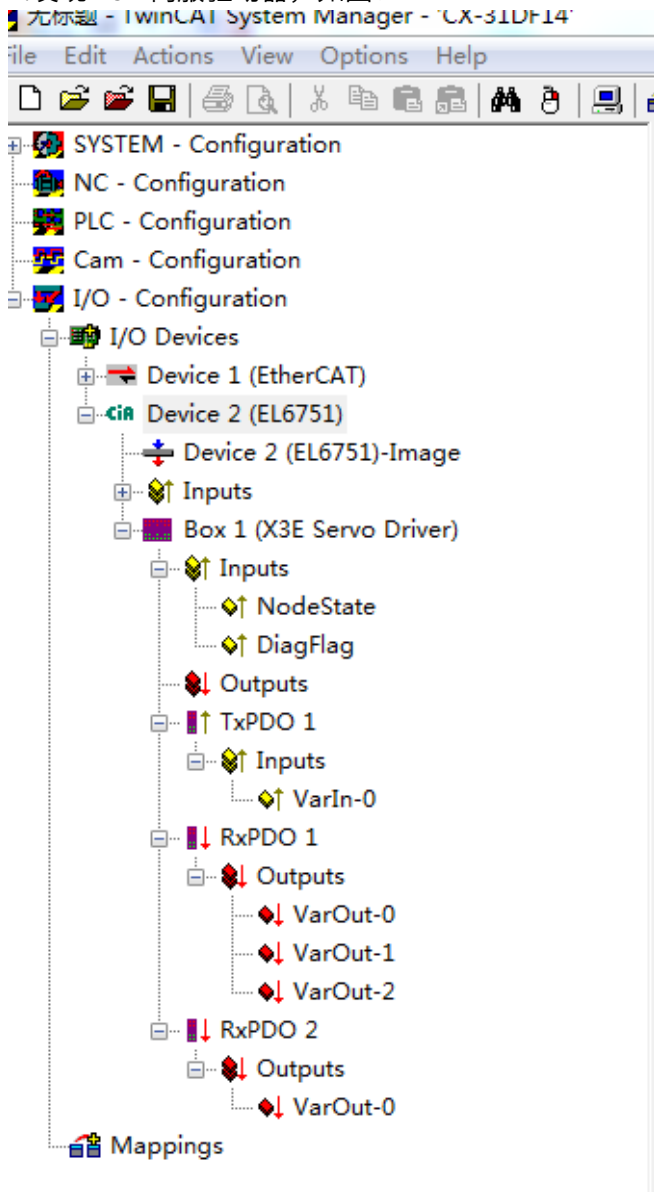 无标题 - TwinCAT System Manager - 'CX-31DF14'
File Edit Actions View Options Help
SYSTEM - Configuration
NC - Configuration
PLC - Configuration
Cam - Configuration
I/O - Configuration
I/O Devices
Device 1 (EtherCAT)
CiA Device 2 (EL6751)
Device 2 (EL6751)-Image
Inputs
Box 1 (X3E Servo Driver)
Inputs
NodeState
DiagFlag
Outputs
TxPDO 1
Inputs
VarIn-0
RxPDO 1
Outputs
VarOut-0
VarOut-1
VarOut-2
RxPDO 2
Outputs
VarOut-0
Mappings